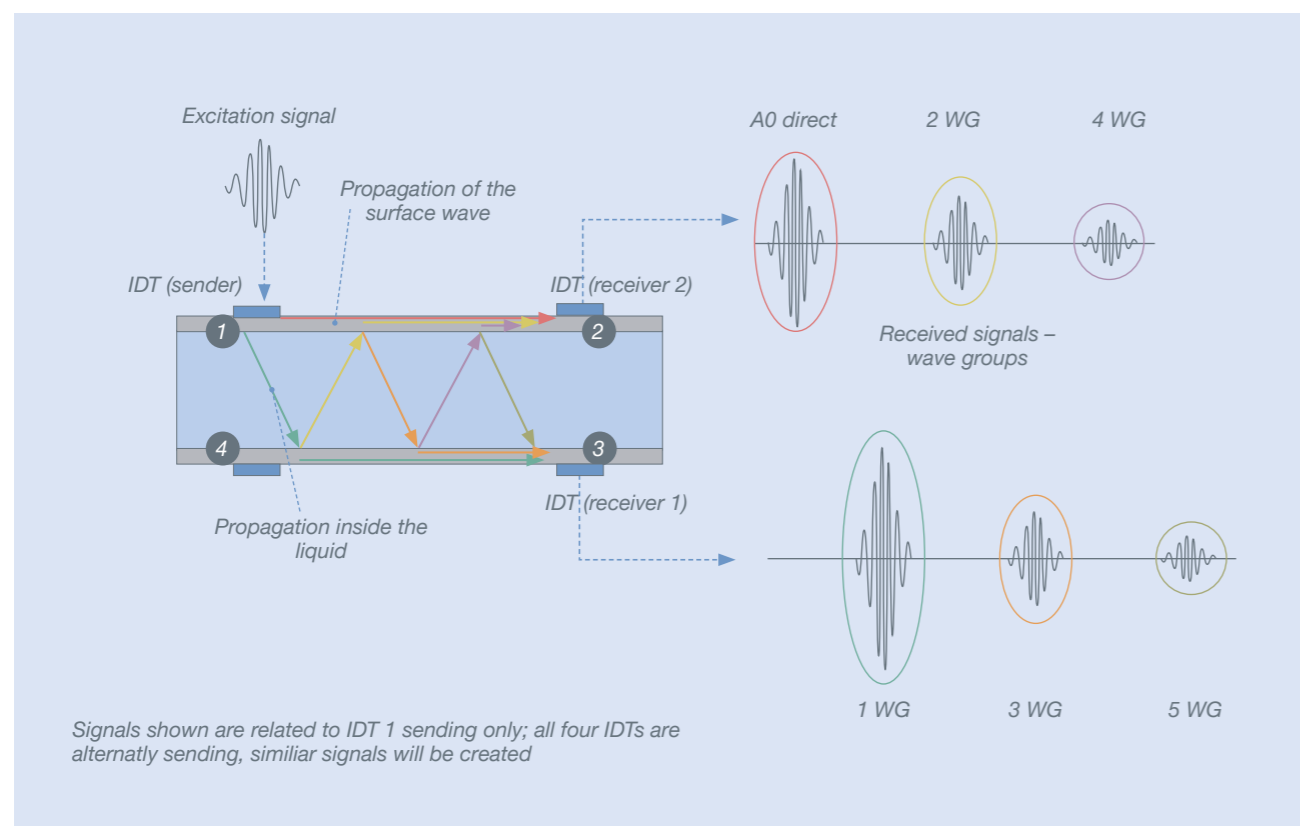 Excitation signal
A0 direct
2 WG
4 WG
Propagation of the
surface wave
IDT (sender)
IDT (receiver 2)
1
2
Received signals –
wave groups
4
3
IDT (receiver 1)
Propagation inside the
liquid
1 WG
3 WG
5 WG
Signals shown are related to IDT 1 sending only; all four IDTs are
alternatly sending, similiar signals will be created